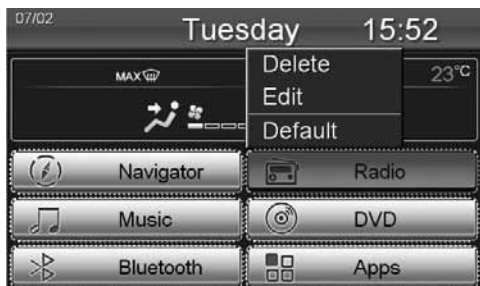 07/02 Tuesday 15:52
MAX
23°C
Delete
Edit
Default
Navigator
Radio
Music
DVD
Bluetooth
Apps